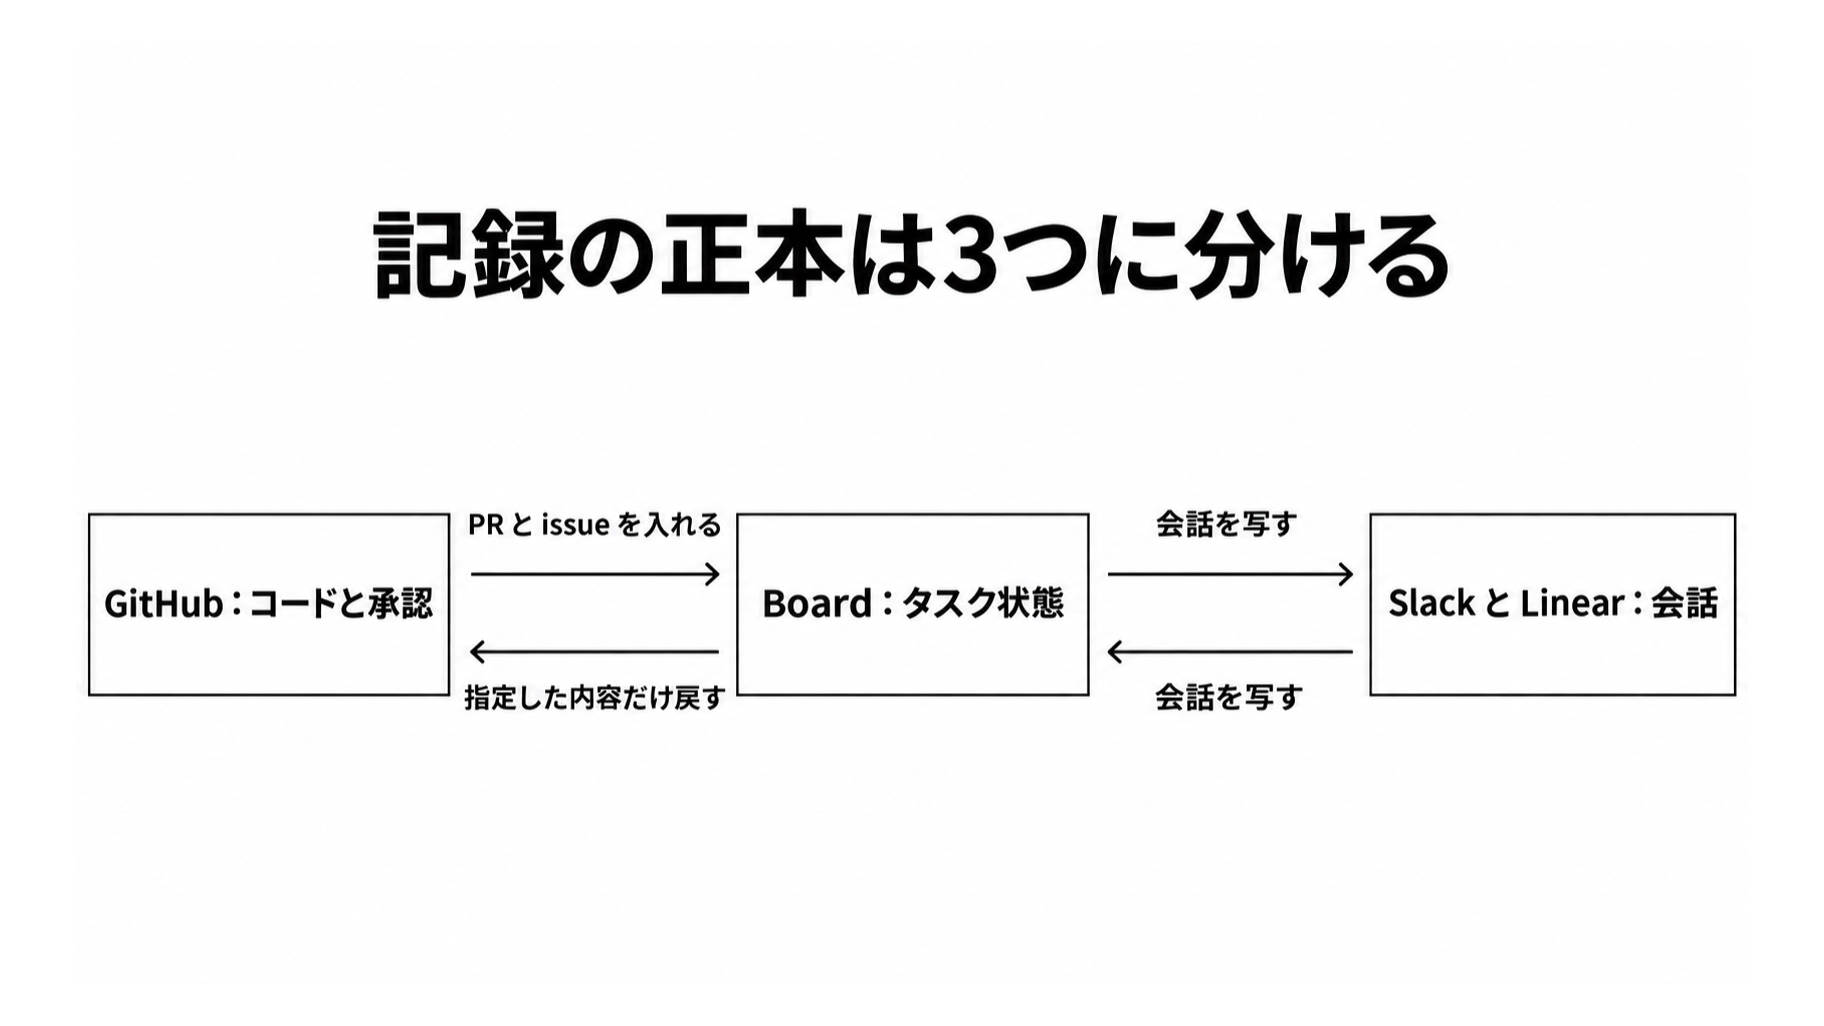 記録の正本は3つに分ける
GitHub：コードと承認
PR と issue を入れる
指定した内容だけ戻す
Board：タスク状態
会話を写す
会話を写す
Slack と Linear：会話